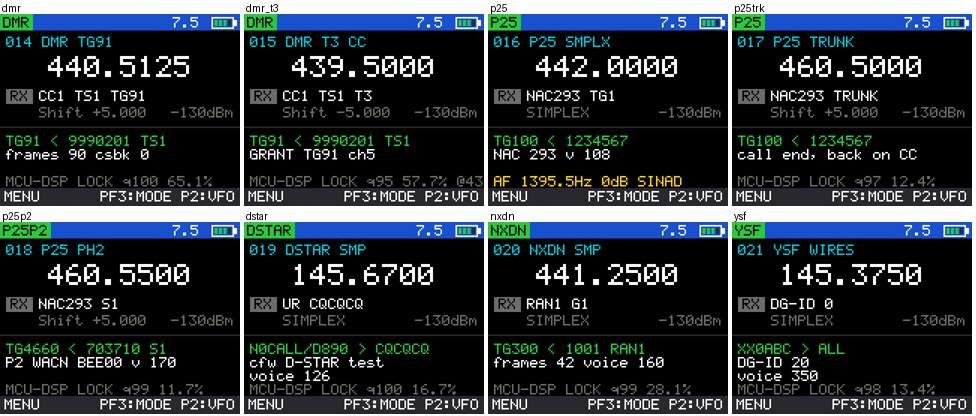 dmr
DMR 7.5
014 DMR TG91
440.5125
RX CC1 TS1 TG91
Shift +5.000 -130dBm
TG91 < 9990201 TS1
frames 90 csbk 0
MCU-DSP LOCK q100 65.1%
MENU PF3:MODE P2:VFO
dmr_t3
DMR 7.5
015 DMR T3 CC
439.5000
RX CC1 TS1 T3
Shift -5.000 -130dBm
TG91 < 9990201 TS1
GRANT TG91 ch5
MCU-DSP LOCK q95 57.7% @43
MENU PF3:MODE P2:VFO
p25
P25 7.5
016 P25 SMPLX
442.0000
RX NAC293 TG1
SIMPLEX -130dBm
TG100 < 1234567
NAC 293 v 108
AF 1395.5Hz 0dB SINAD
MENU PF3:MODE P2:VFO
p25trk
P25 7.5
017 P25 TRUNK
460.5000
RX NAC293 TRUNK
Shift +5.000 -130dBm
TG100 < 1234567
call end, back on CC
MCU-DSP LOCK q97 12.4%
MENU PF3:MODE P2:VFO
p25p2
P25P2 7.5
018 P25 PH2
460.5500
RX NAC293 S1
Shift +5.000 -130dBm
TG4660 < 703710 S1
P2 WACN BEE00 v 170
MCU-DSP LOCK q99 11.7%
MENU PF3:MODE P2:VFO
dstar
DSTAR 7.5
019 DSTAR SMP
145.6700
RX UR CQCQCQ
SIMPLEX -130dBm
N0CALL/D890 > CQCQCQ
cfw D-STAR test
voice 126
MCU-DSP LOCK q100 16.7%
MENU PF3:MODE P2:VFO
nxdn
NXDN 7.5
020 NXDN SMP
441.2500
RX RAN1 G1
SIMPLEX -130dBm
TG300 < 1001 RAN1
frames 42 voice 160
MCU-DSP LOCK q99 28.1%
MENU PF3:MODE P2:VFO
ysf
YSF 7.5
021 YSF WIRES
145.3750
RX DG-ID 0
SIMPLEX -130dBm
XX0ABC > ALL
DG-ID 20
voice 350
MCU-DSP LOCK q98 13.4%
MENU PF3:MODE P2:VFO